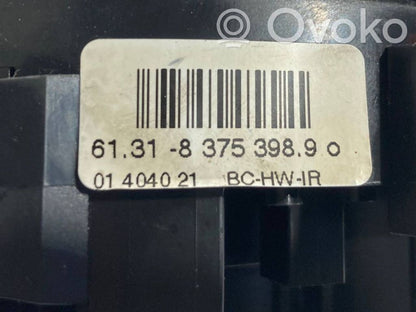 Ovoko
61.31 -8 375 398.9 o
01 4040 21 BC-HW-IR